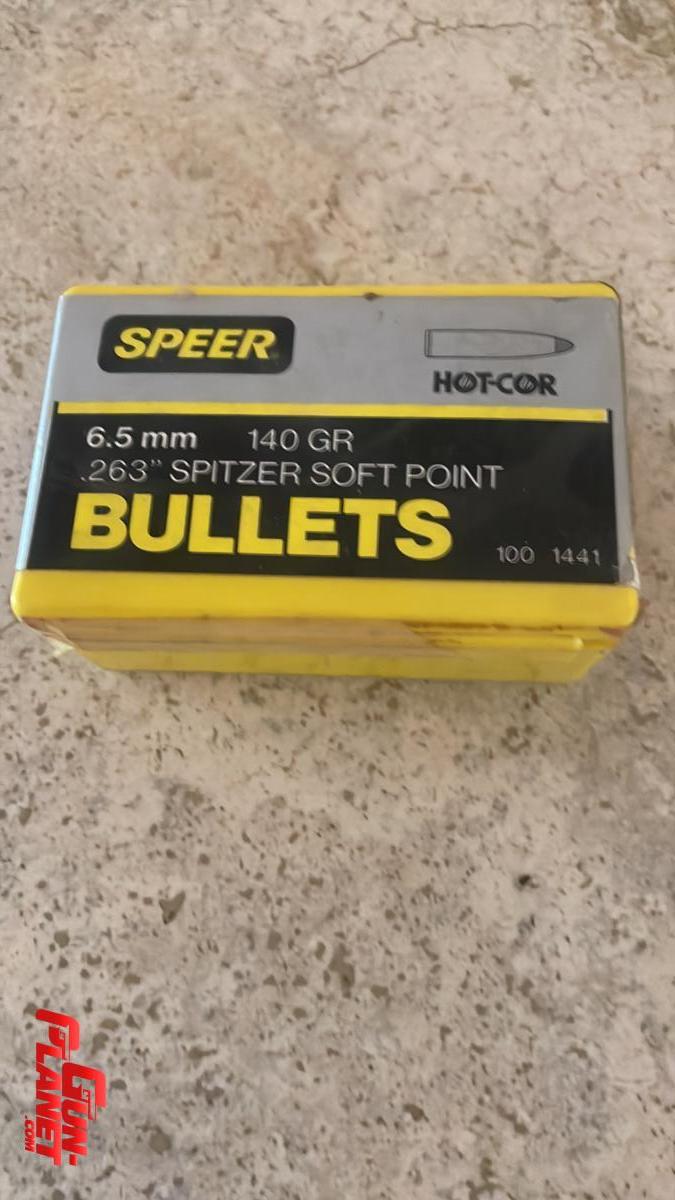 SPEER
HOT-COR
6.5 mm 140 GR
.263" SPITZER SOFT POINT
BULLETS
100 1441
GUN-
PLANET
.COM